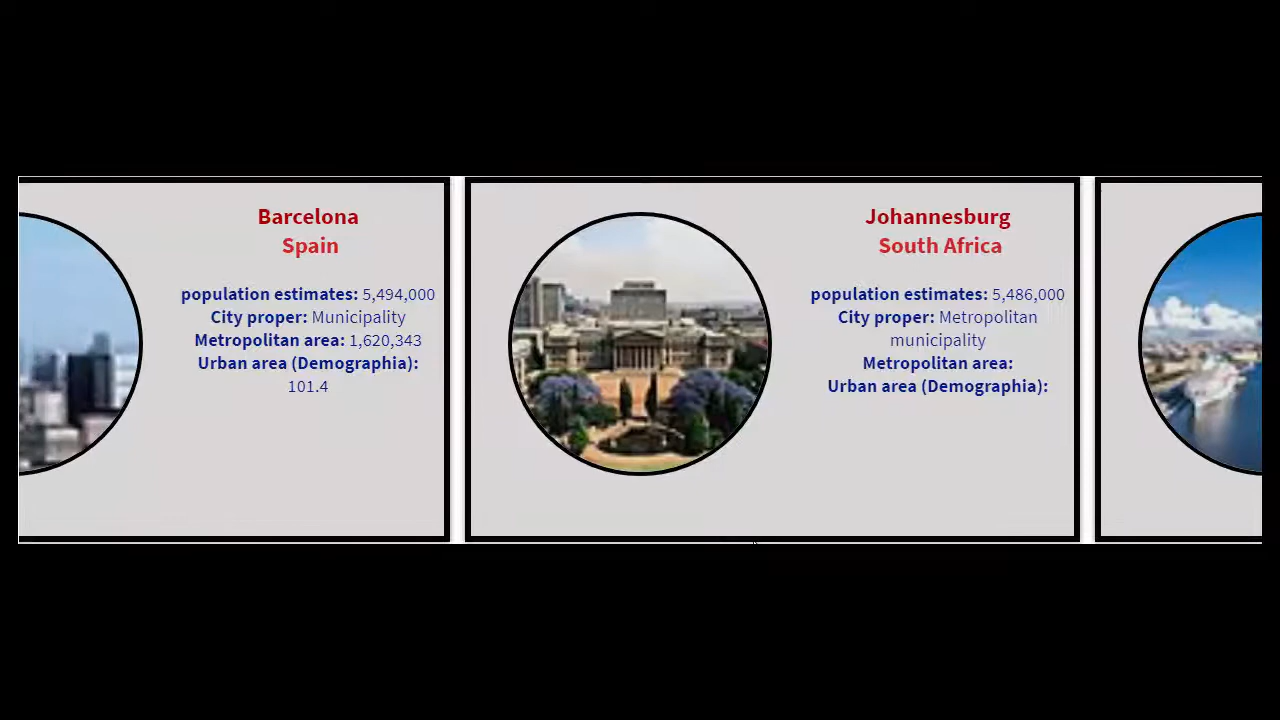 Barcelona
Spain
population estimates: 5,494,000
City proper: Municipality
Metropolitan area: 1,620,343
Urban area (Demographia):
101.4
Johannesburg
South Africa
population estimates: 5,486,000
City proper: Metropolitan
municipality
Metropolitan area:
Urban area (Demographia):